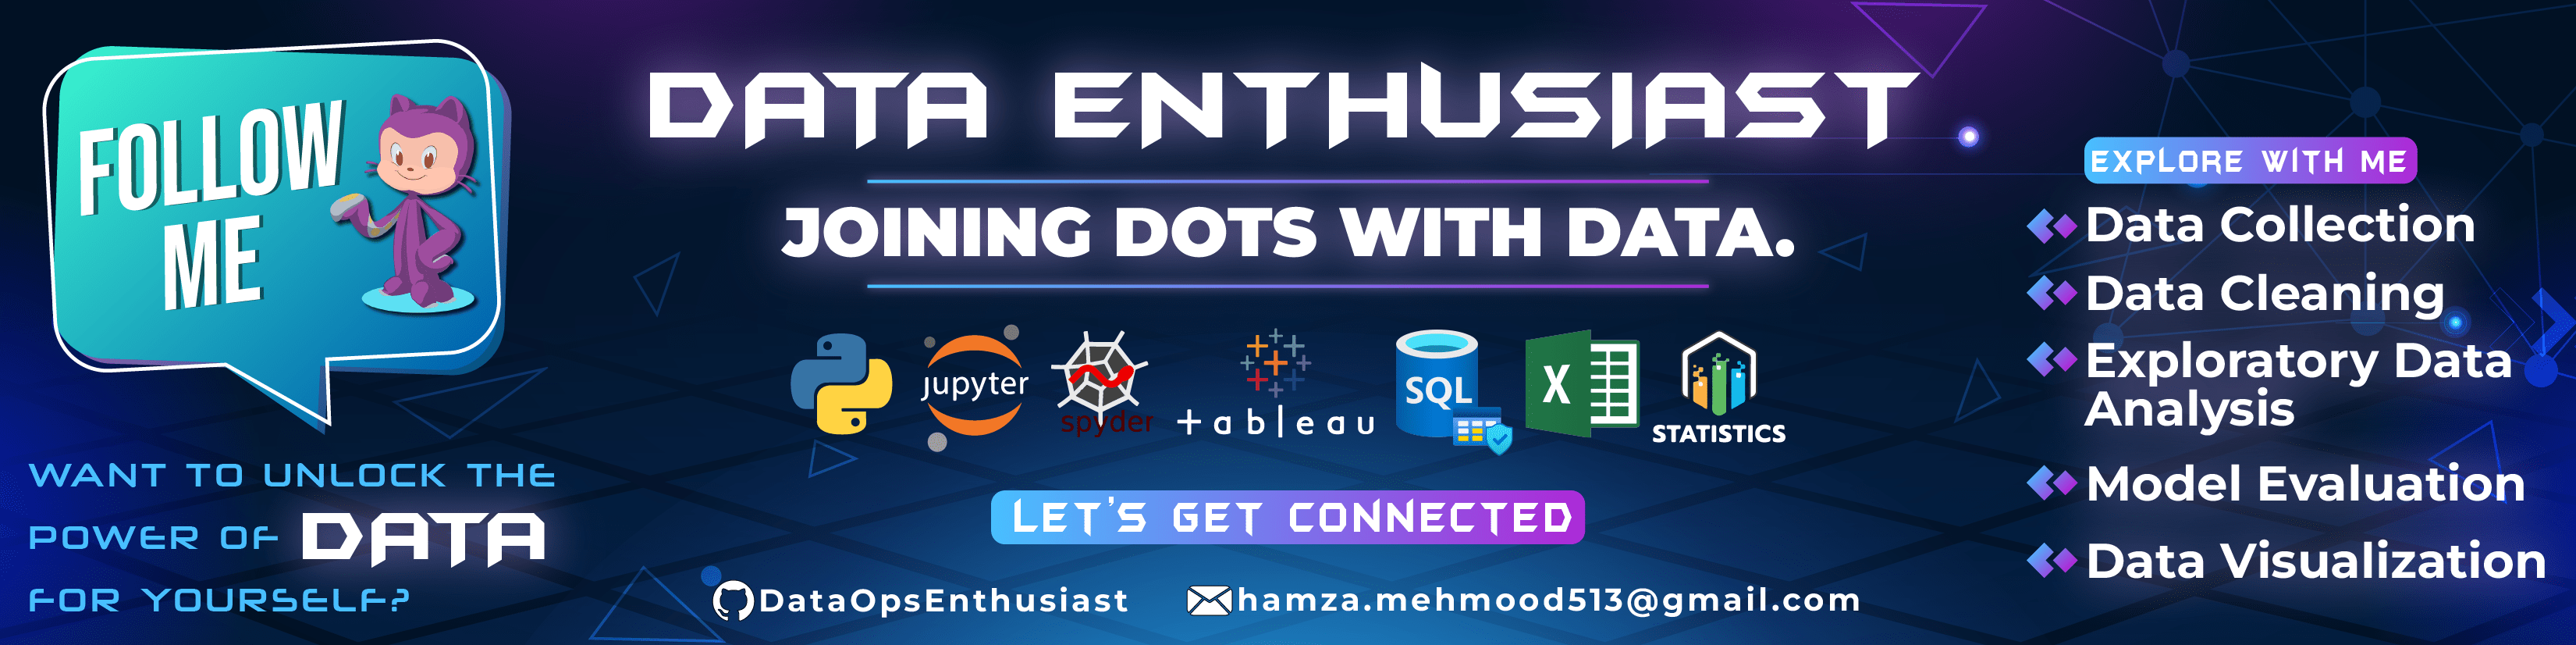 FOLLOW
ME
WANT TO UNLOCK THE
POWER OF DATA
FOR YOURSELF?
DATA ENTHUSIAST
JOINING DOTS WITH DATA.
jupyter
spyder
+ableau
SQL
X
STATISTICS
LET'S GET CONNECTED
DataOpsEnthusiast
hamza.mehmood513@gmail.com
EXPLORE WITH ME
Data Collection
Data Cleaning
Exploratory Data
Analysis
Model Evaluation
Data Visualization